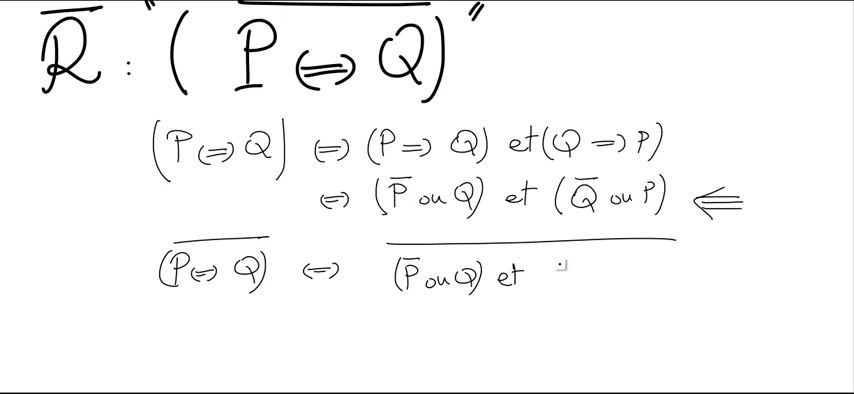 R̅ : "( P̅ ⇔ Q̅ )"
(P ⇔ Q) ⇔ (P ⇒ Q) et (Q ⇒ P)
⇔ (P̅ ou Q) et (Q̅ ou P) ⇐
(P̅ ⇔ Q̅) ⇔ (P̅ ou Q) et